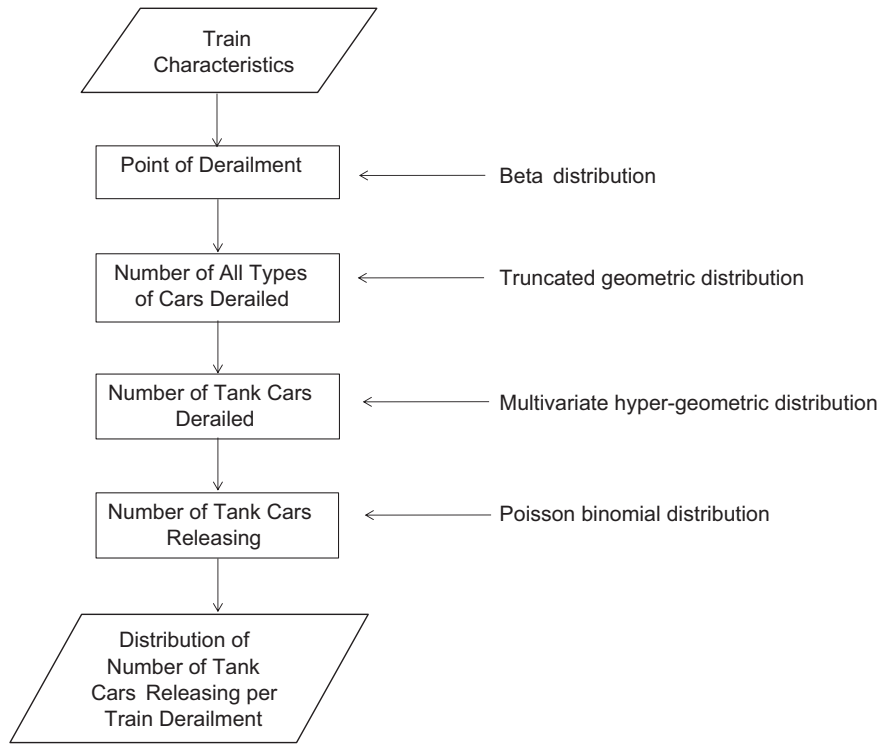 Train
Characteristics
Point of Derailment
Beta distribution
Number of All Types
of Cars Derailed
Truncated geometric distribution
Number of Tank Cars
Derailed
Multivariate hyper-geometric distribution
Number of Tank Cars
Releasing
Poisson binomial distribution
Distribution of
Number of Tank
Cars Releasing per
Train Derailment